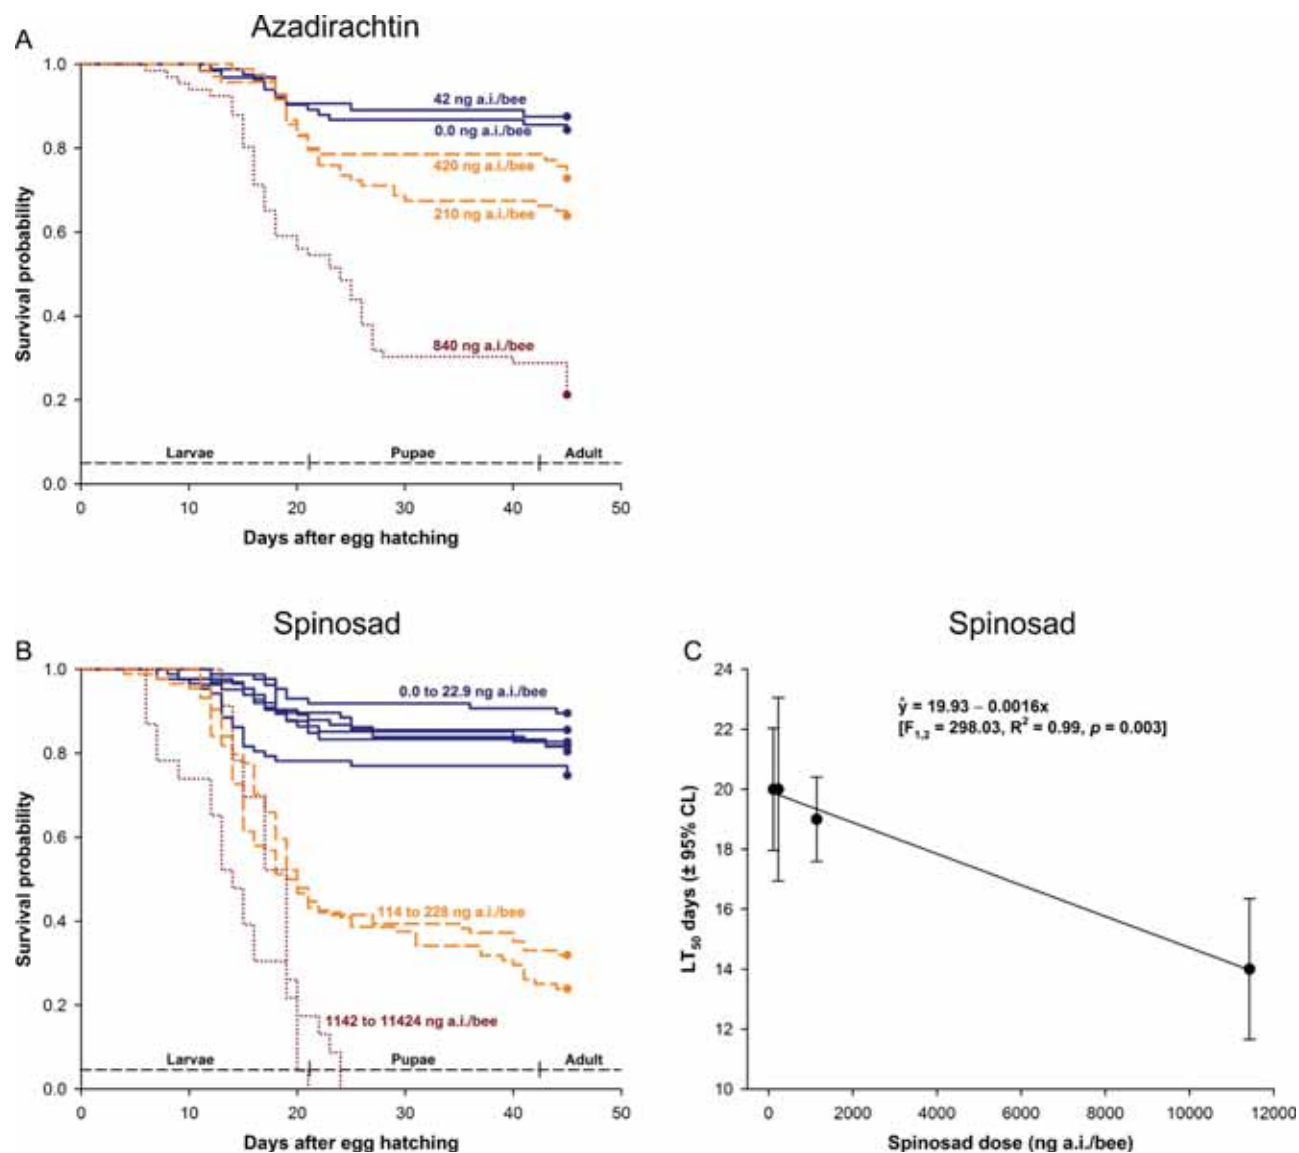 A
Azadirachtin
Survival probability
1.0
0.8
0.6
0.4
0.2
0.0
42 ng a.i./bee
0.0 ng a.i./bee
420 ng a.i./bee
210 ng a.i./bee
840 ng a.i./bee
Larvae Pupae Adult
0 10 20 30 40 50
Days after egg hatching
B
Spinosad
Survival probability
1.0
0.8
0.6
0.4
0.2
0.0
0.0 to 22.9 ng a.i./bee
114 to 228 ng a.i./bee
1142 to 11424 ng a.i./bee
Larvae Pupae Adult
0 10 20 30 40 50
Days after egg hatching
C
Spinosad
LT50 days (± 95% CL)
24
22
20
18
16
14
12
10
ŷ = 19.93 – 0.0016x
[F1,2 = 298.03, R² = 0.99, p = 0.003]
0 2000 4000 6000 8000 10000 12000
Spinosad dose (ng a.i./bee)